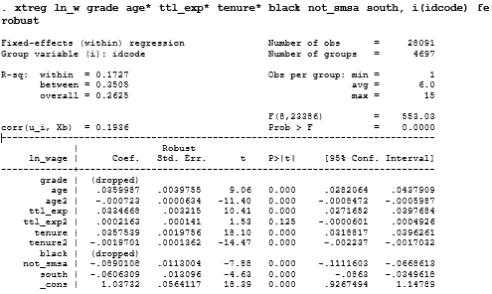 . xtreg ln_w grade age* ttl_exp* tenure* black not_smsa south, i(idcode) fe
robust
Fixed-effects (within) regression Number of obs = 28091
Group variable (i): idcode Number of groups = 4697
R-sq: within = 0.1727 Obs per group: min = 1
between = 0.3505 avg = 6.0
overall = 0.2625 max = 15
F(8,23386) = 553.03
corr(u_i, Xb) = 0.1936 Prob > F = 0.0000
Robust
ln_wage | Coef. Std. Err. t P>|t| [95% Conf. Interval]
grade | (dropped)
age | .0359987 .0039755 9.06 0.000 .0282064 .0437909
age2 | -.000723 .0000634 -11.40 0.000 -.0008473 -.0005987
ttl_exp | .0334668 .003215 10.41 0.000 .0271652 .0397684
ttl_exp2 | .0002163 .000141 1.53 0.125 -.0000601 .0004926
tenure | .0357539 .0019756 18.10 0.000 .0318817 .0396261
tenure2 | -.0019701 .0001362 -14.47 0.000 -.002237 -.0017032
black | (dropped)
not_smsa | -.0890108 .0113004 -7.88 0.000 -.1111603 -.0668613
south | -.0606309 .013096 -4.63 0.000 -.0863 -.0349618
_cons | 1.03732 .0564117 18.39 0.000 .9267494 1.14789